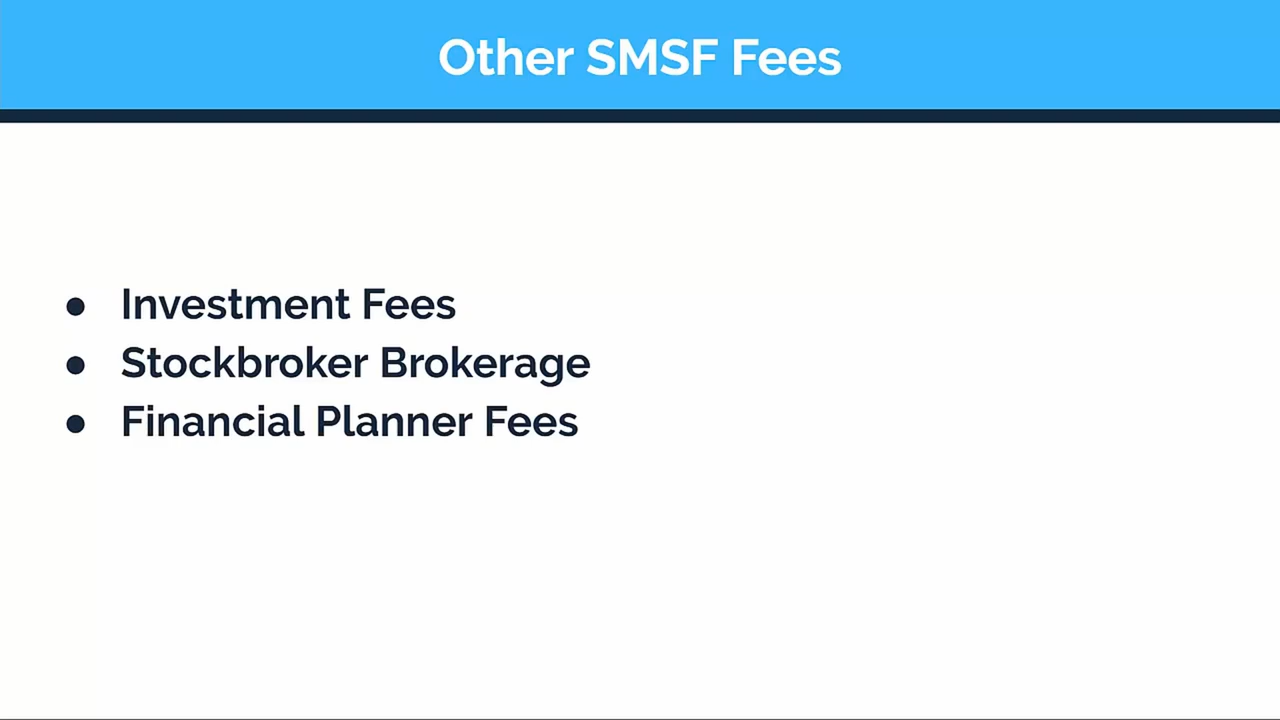 Other SMSF Fees
● Investment Fees
● Stockbroker Brokerage
● Financial Planner Fees